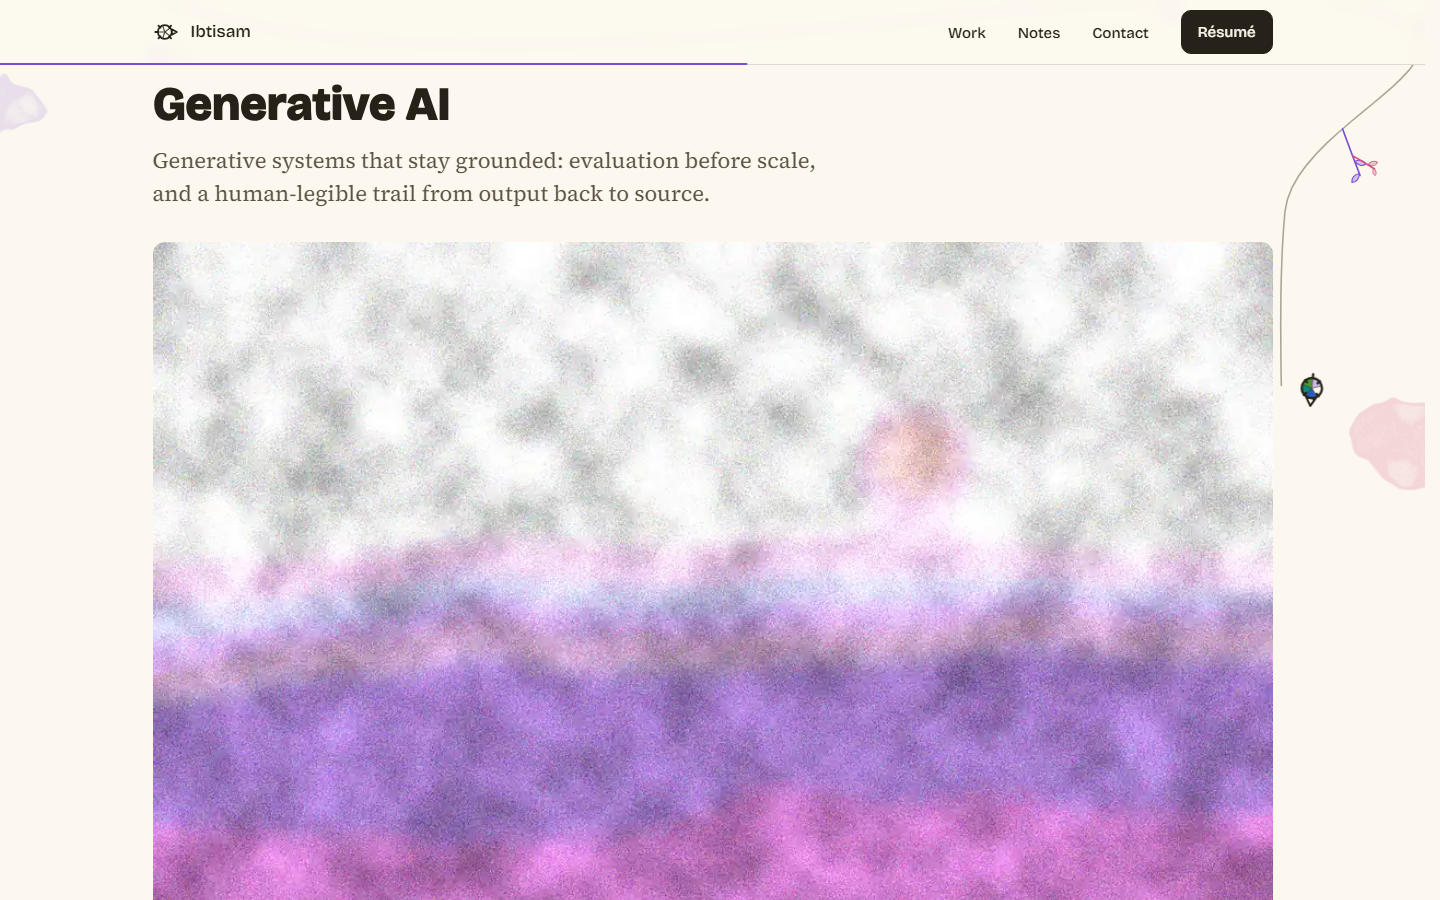 Ibtisam
Work
Notes
Contact
Résumé
Generative AI
Generative systems that stay grounded: evaluation before scale,
and a human-legible trail from output back to source.